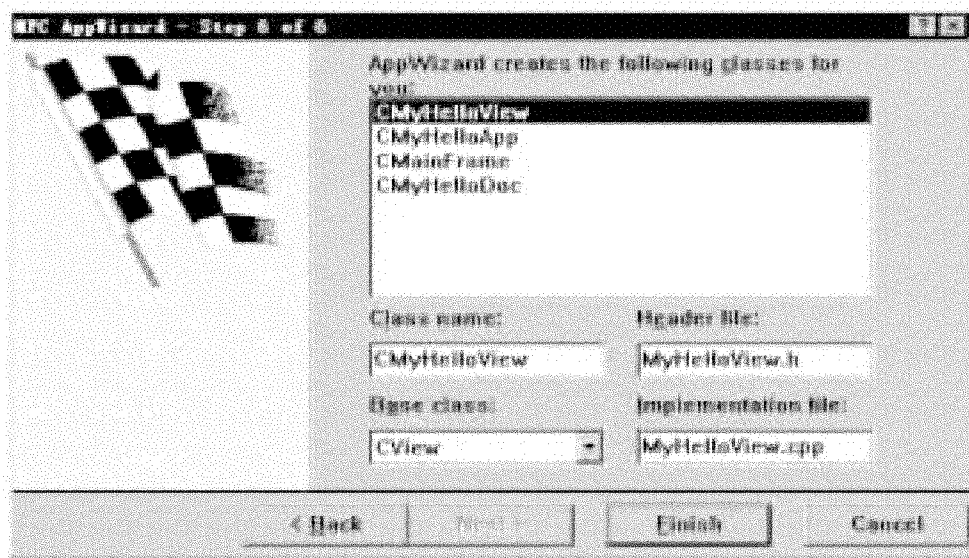 MFC AppWizard - Step 6 of 6
AppWizard creates the following classes for
you:
CMyHelloView
CMyHelloApp
CMainFrame
CMyHelloDoc
Class name:
Header file:
CMyHelloView
MyHelloView.h
Base class:
Implementation file:
CView
MyHelloView.cpp
< Back
Next >
Finish
Cancel